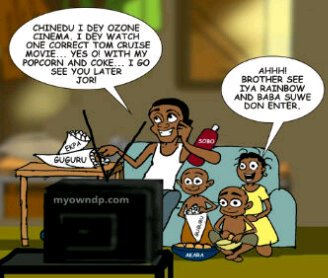 CHINEDU I DEY OZONE
CINEMA. I DEY WATCH
ONE CORRECT TOM CRUISE
MOVIE... YES O! WITH MY
POPCORN AND COKE... I GO
SEE YOU LATER
JOR!
AHHH!
BROTHER SEE
IYA RAINBOW
AND BABA SUWE
DON ENTER.
SOBO
EKPA
GUGURU
GUGURU
myowndp.com
AKARA